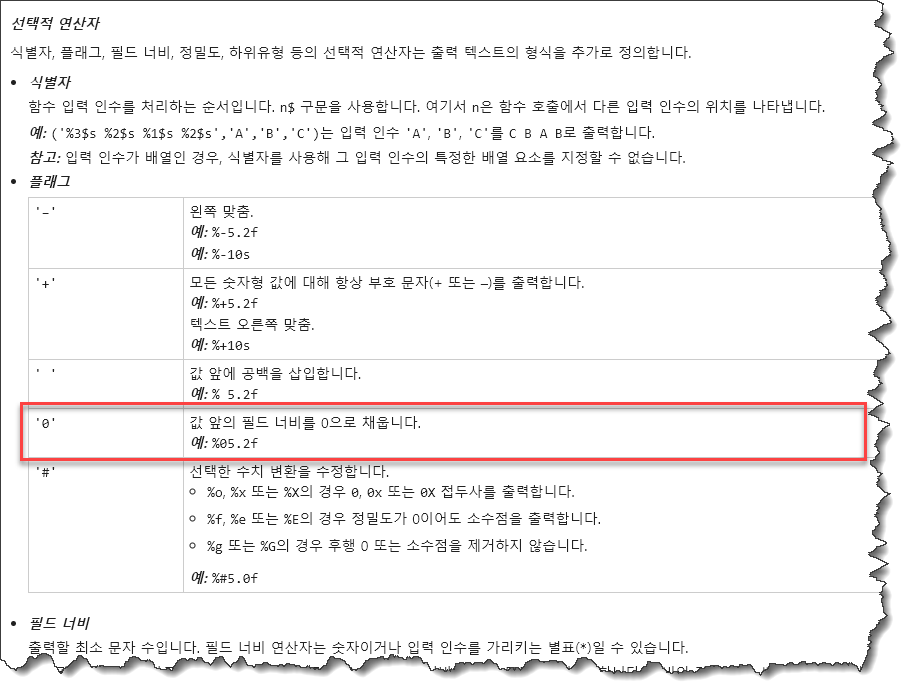 선택적 연산자
식별자, 플래그, 필드 너비, 정밀도, 하위유형 등의 선택적 연산자는 출력 텍스트의 형식을 추가로 정의합니다.
• 식별자
함수 입력 인수를 처리하는 순서입니다. n$ 구문을 사용합니다. 여기서 n은 함수 호출에서 다른 입력 인수의 위치를 나타냅니다.
예: ('%3$s %2$s %1$s %2$s','A','B','C')는 입력 인수 'A', 'B', 'C'를 C B A B로 출력합니다.
참고: 입력 인수가 배열인 경우, 식별자를 사용해 그 입력 인수의 특정한 배열 요소를 지정할 수 없습니다.
• 플래그
'–' 왼쪽 맞춤.
예: %-5.2f
예: %-10s
'+' 모든 숫자형 값에 대해 항상 부호 문자(+ 또는 –)를 출력합니다.
예: %+5.2f
텍스트 오른쪽 맞춤.
예: %+10s
' ' 값 앞에 공백을 삽입합니다.
예: % 5.2f
'0' 값 앞의 필드 너비를 0으로 채웁니다.
예: %05.2f
'#' 선택한 수치 변환을 수정합니다.
○ %o, %x 또는 %X의 경우 0, 0x 또는 0X 접두사를 출력합니다.
○ %f, %e 또는 %E의 경우 정밀도가 0이어도 소수점을 출력합니다.
○ %g 또는 %G의 경우 후행 0 또는 소수점을 제거하지 않습니다.
예: %#5.0f
• 필드 너비
출력할 최소 문자 수입니다. 필드 너비 연산자는 숫자이거나 입력 인수를 가리키는 별표(*)일 수 있습니다.